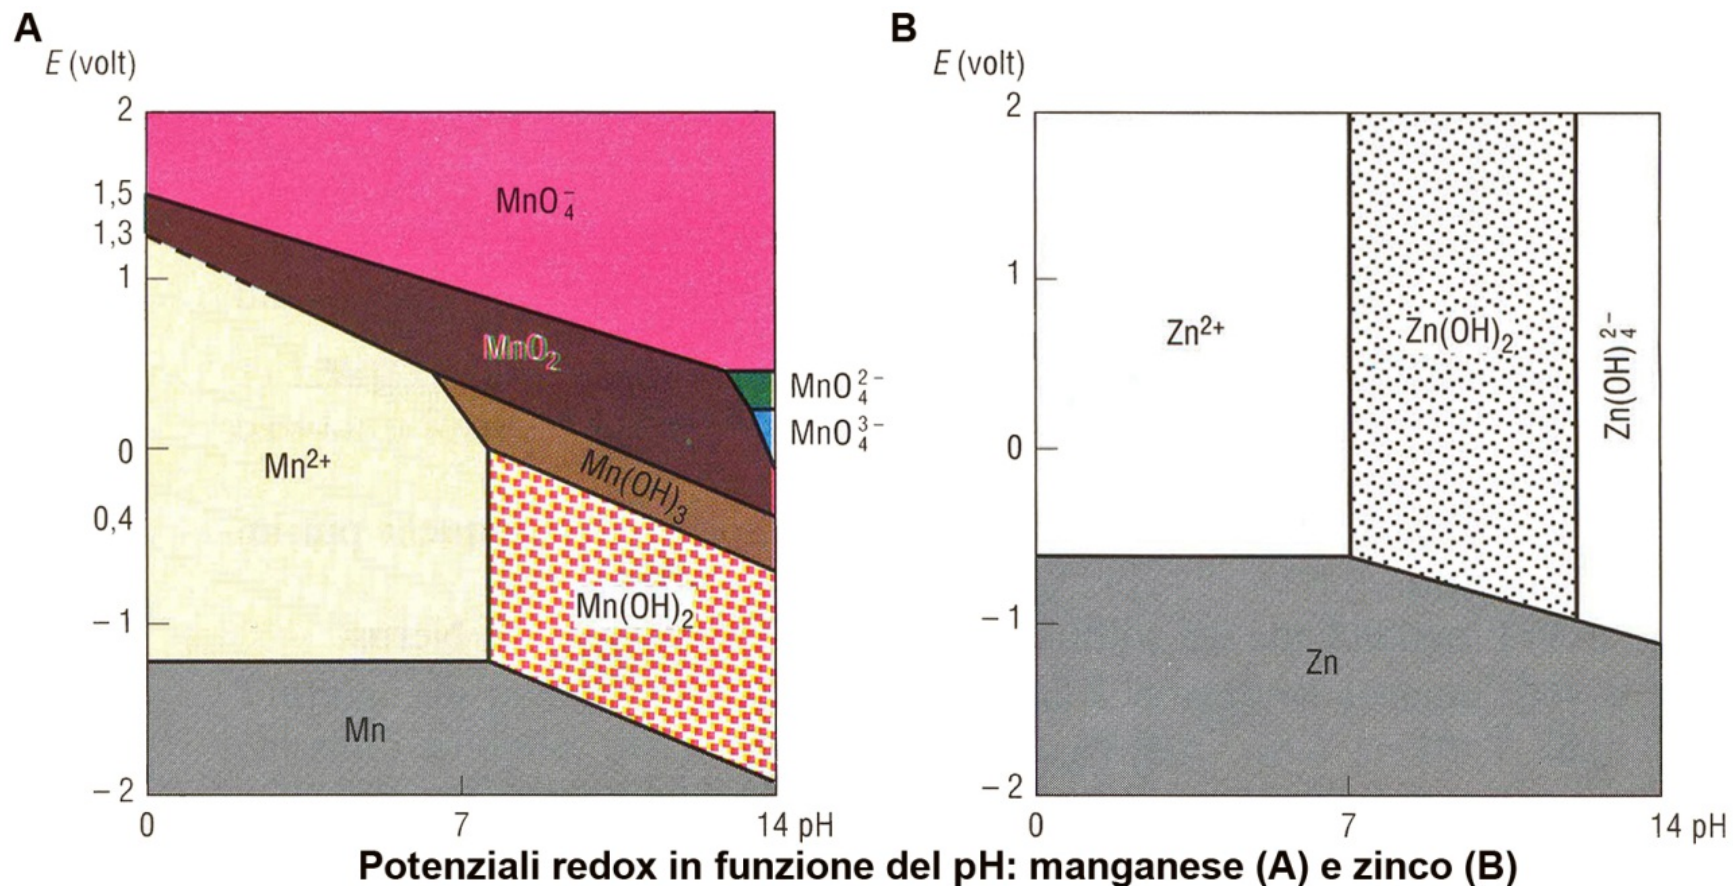 A
E (volt)
2
1,5
1,3
1
0
0,4
– 1
– 2
0
7
14 pH
MnO₄⁻
MnO₂
MnO₄²⁻
MnO₄³⁻
Mn²⁺
Mn(OH)₃
Mn(OH)₂
Mn
B
E (volt)
2
1
0
– 1
– 2
0
7
14 pH
Zn²⁺
Zn(OH)₂
Zn(OH)₄²⁻
Zn
Potenziali redox in funzione del pH: manganese (A) e zinco (B)